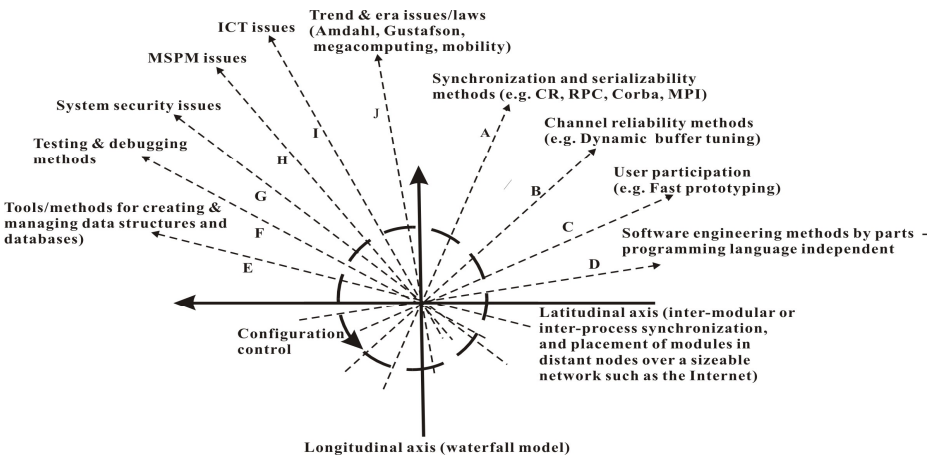 Trend & era issues/laws
(Amdahl, Gustafson,
megacomputing, mobility)
ICT issues
MSPM issues
System security issues
Testing & debugging
methods
Tools/methods for creating &
managing data structures and
databases)
Synchronization and serializability
methods (e.g. CR, RPC, Corba, MPI)
Channel reliability methods
(e.g. Dynamic buffer tuning)
User participation
(e.g. Fast prototyping)
Software engineering methods by parts -
programming language independent
J
I
H
G
F
E
A
B
C
D
Configuration
control
Latitudinal axis (inter-modular or
inter-process synchronization,
and placement of modules in
distant nodes over a sizeable
network such as the Internet)
Longitudinal axis (waterfall model)